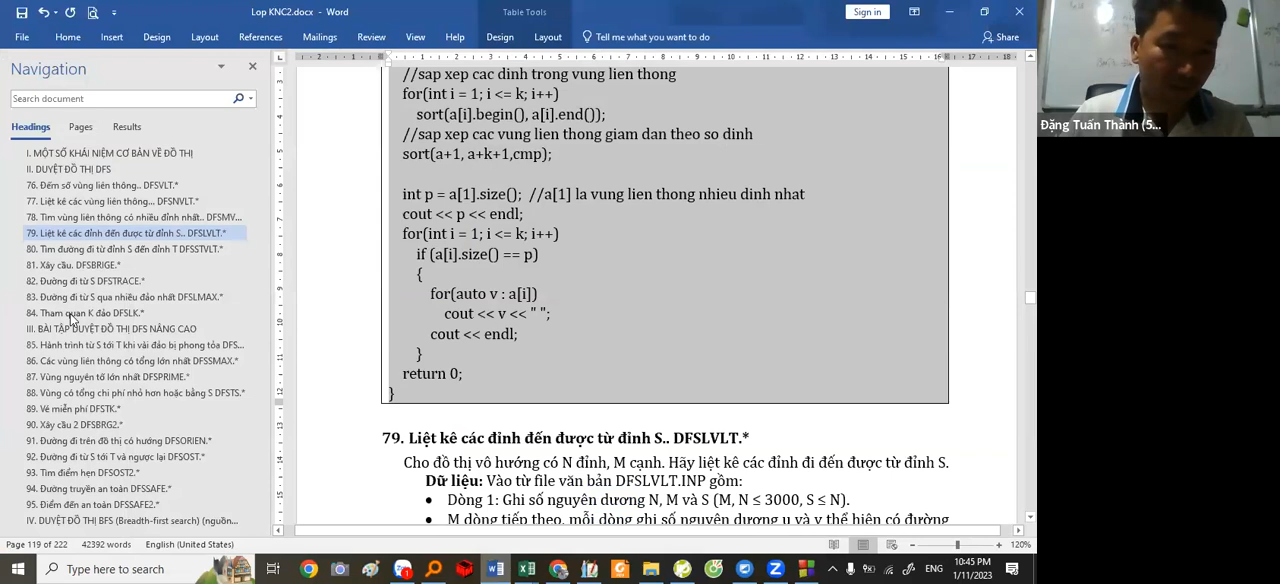 Lop KNC2.docx - Word
Table Tools
Sign in
File
Home
Insert
Design
Layout
References
Mailings
Review
View
Help
Design
Layout
Tell me what you want to do
Share
Navigation
Search document
Headings
Pages
Results
I. MỘT SỐ KHÁI NIỆM CƠ BẢN VỀ ĐỒ THỊ
II. DUYỆT ĐỒ THỊ DFS
76. Đếm số vùng liên thông.. DFSVLT.*
77. Liệt kê các vùng liên thông... DFSNVLT.*
78. Tìm vùng liên thông có nhiều đỉnh nhất.. DFSMV...
79. Liệt kê các đỉnh đến được từ đỉnh S.. DFSLVLT.*
80. Tìm đường đi từ đỉnh S đến đỉnh T DFSSTVLT.*
81. Xây cầu. DFSBRIGE.*
82. Đường đi từ S DFSTRACE.*
83. Đường đi từ S qua nhiều đảo nhất DFSLMAX.*
84. Tham quan K đảo DFSLK.*
III. BÀI TẬP DUYỆT ĐỒ THỊ DFS NÂNG CAO
85. Hành trình từ S tới T khi vài đảo bị phong tỏa DFS...
86. Các vùng liên thông có tổng lớn nhất DFSSMAX.*
87. Vùng nguyên tố lớn nhất DFSPRIME.*
88. Vùng có tổng chi phí nhỏ hơn hoặc bằng S DFSTS.*
89. Vé miễn phí DFSTK.*
90. Xây cầu 2 DFSBRG2.*
91. Đường đi trên đồ thị có hướng DFSORIEN.*
92. Đường đi từ S tới T và ngược lại DFSOST.*
93. Tìm điểm hẹn DFSOST2.*
94. Đường truyền an toàn DFSSAFE.*
95. Điểm đến an toàn DFSSAFE2.*
IV. DUYỆT ĐỒ THỊ BFS (Breadth-first search) (nguồn...
//sap xep cac dinh trong vung lien thong
for(int i = 1; i <= k; i++)
sort(a[i].begin(), a[i].end());
//sap xep cac vung lien thong giam dan theo so dinh
sort(a+1, a+k+1,cmp);
int p = a[1].size(); //a[1] la vung lien thong nhieu dinh nhat
cout << p << endl;
for(int i = 1; i <= k; i++)
if (a[i].size() == p)
{
for(auto v : a[i])
cout << v << " ";
cout << endl;
}
return 0;
}
79. Liệt kê các đỉnh đến được từ đỉnh S.. DFSLVLT.*
Cho đồ thị vô hướng có N đỉnh, M cạnh. Hãy liệt kê các đỉnh đi đến được từ đỉnh S.
Dữ liệu: Vào từ file văn bản DFSLVLT.INP gồm:
• Dòng 1: Ghi số nguyên dương N, M và S (M, N ≤ 3000, S ≤ N).
• M dòng tiếp theo, mỗi dòng ghi số nguyên dương u và v thể hiện có đường
Đặng Tuấn Thành (5...
Page 119 of 222
42392 words
English (United States)
120%
Type here to search
ENG
10:45 PM
1/11/2023